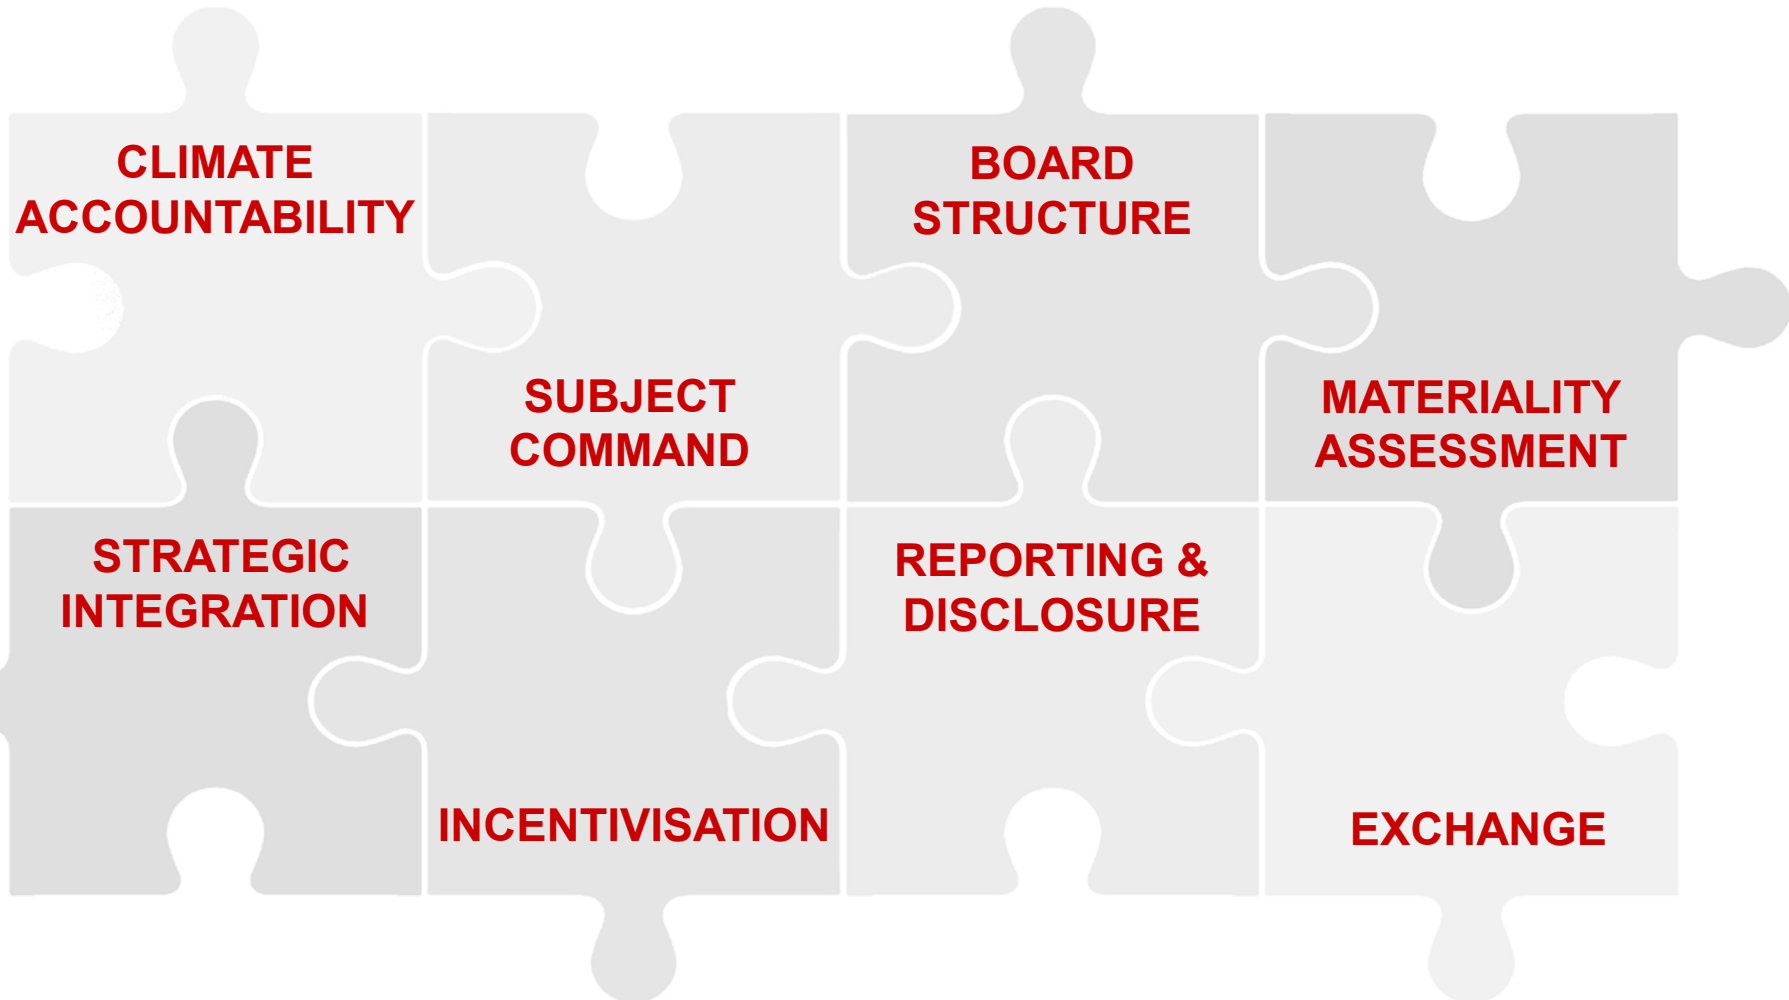 CLIMATE
ACCOUNTABILITY
SUBJECT
COMMAND
BOARD
STRUCTURE
MATERIALITY
ASSESSMENT
STRATEGIC
INTEGRATION
INCENTIVISATION
REPORTING &
DISCLOSURE
EXCHANGE